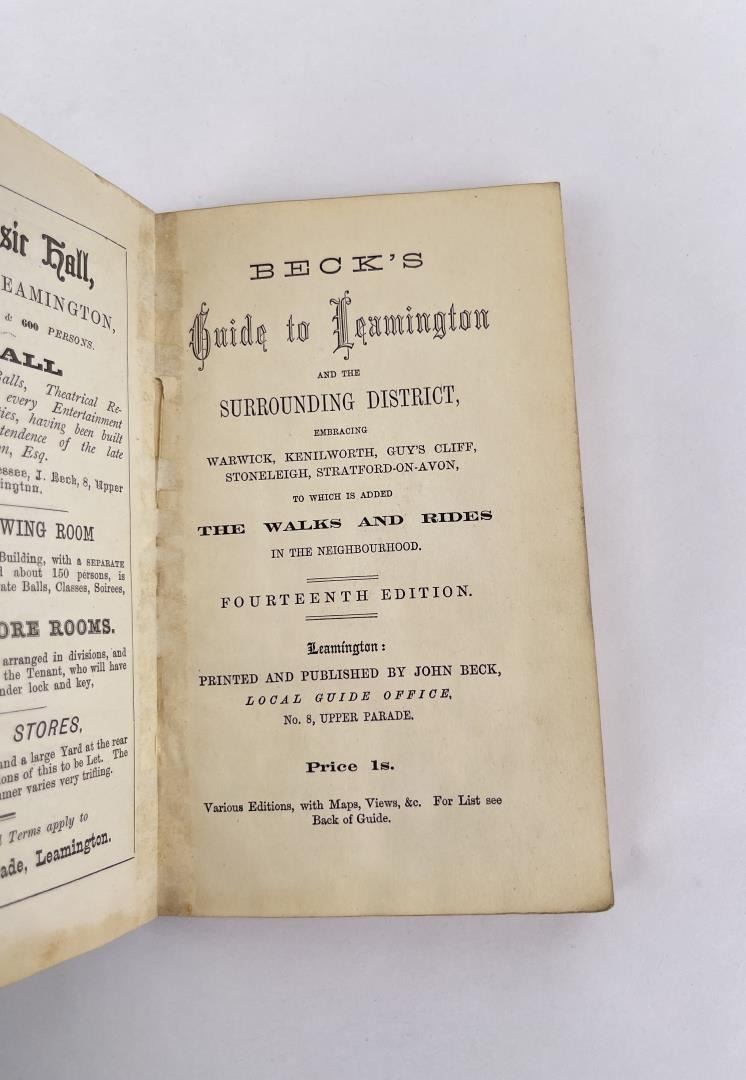 sic Hall,
EAMINGTON,
& 600 PERSONS.
ALL
Balls, Theatrical Re-
every Entertainment
ies, having been built
tendence of the late
n, Esq.
essee, J. Beck, 8, Upper
ington.
WING ROOM
Building, with a SEPARATE
d about 150 persons, is
ate Balls, Classes, Soirees,
ORE ROOMS.
arranged in divisions, and
the Tenant, who will have
nder lock and key,
STORES,
and a large Yard at the rear
ions of this to be Let. The
mer varies very trifling.
Terms apply to
ade, Leamington.
BECK'S
Guide to Leamington
AND THE
SURROUNDING DISTRICT,
EMBRACING
WARWICK, KENILWORTH, GUY'S CLIFF,
STONELEIGH, STRATFORD-ON-AVON,
TO WHICH IS ADDED
THE WALKS AND RIDES
IN THE NEIGHBOURHOOD.
FOURTEENTH EDITION.
Leamington:
PRINTED AND PUBLISHED BY JOHN BECK,
LOCAL GUIDE OFFICE,
No. 8, UPPER PARADE.
Price 1s.
Various Editions, with Maps, Views, &c. For List see
Back of Guide.